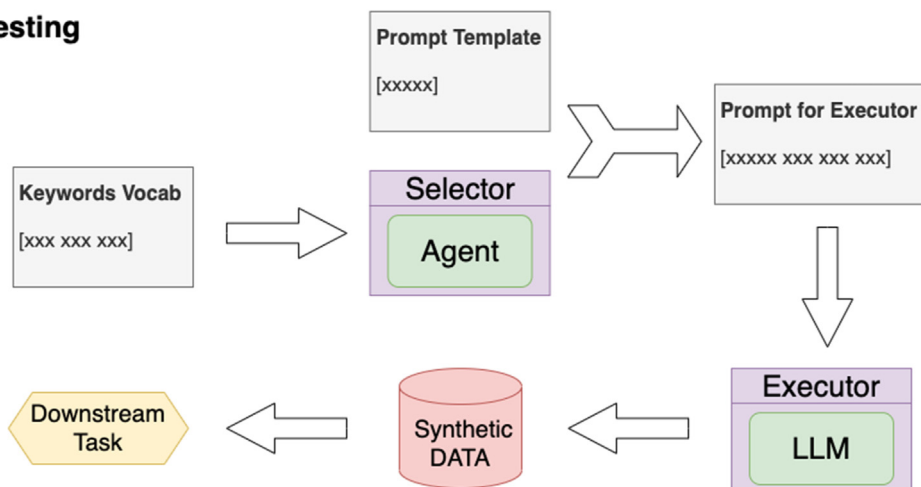 esting
Prompt Template
[xxxxx]
Prompt for Executor
[xxxxx xxx xxx xxx]
Keywords Vocab
[xxx xxx xxx]
Selector
Agent
Executor
LLM
Synthetic
DATA
Downstream
Task